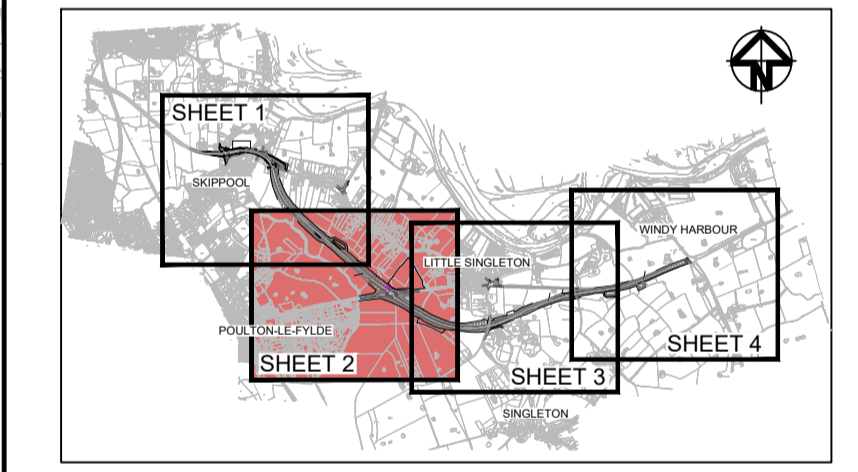 SHEET 1
N
SKIPPOOL
WINDY HARBOUR
LITTLE SINGLETON
POULTON-LE-FYLDE
SHEET 2
SHEET 3
SHEET 4
SINGLETON